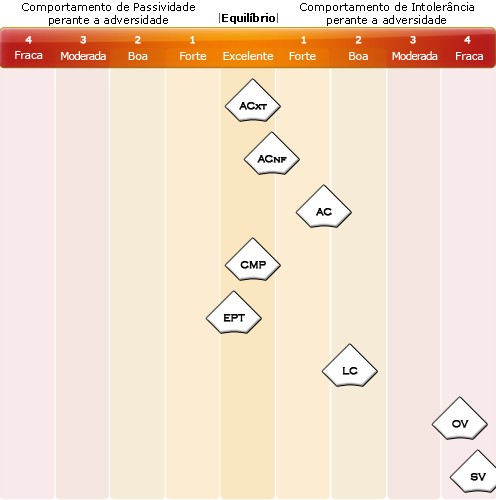 Comportamento de Passividade
perante a adversidade
|Equilíbrio|
Comportamento de Intolerância
perante a adversidade
4 3 2 1 1 2 3 4
Fraca Moderada Boa Forte Excelente Forte Boa Moderada Fraca
ACXT
ACNF
AC
CMP
EPT
LC
OV
SV